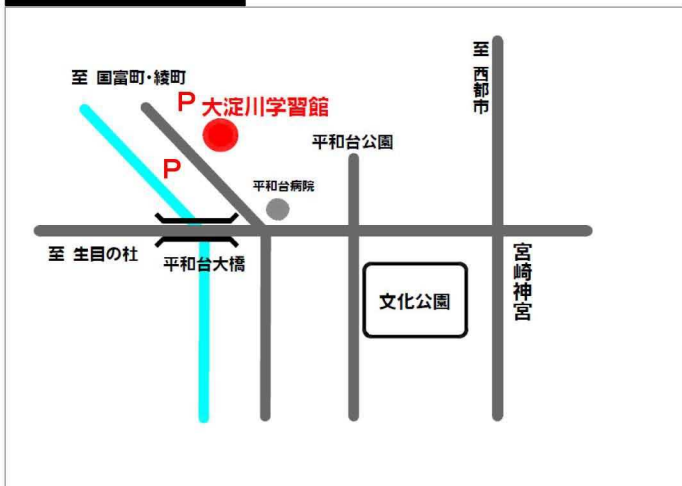 至 国富町・綾町
P 大淀川学習館
P
平和台病院
平和台公園
至 西都市
至 生目の杜
平和台大橋
文化公園
宮崎神宮